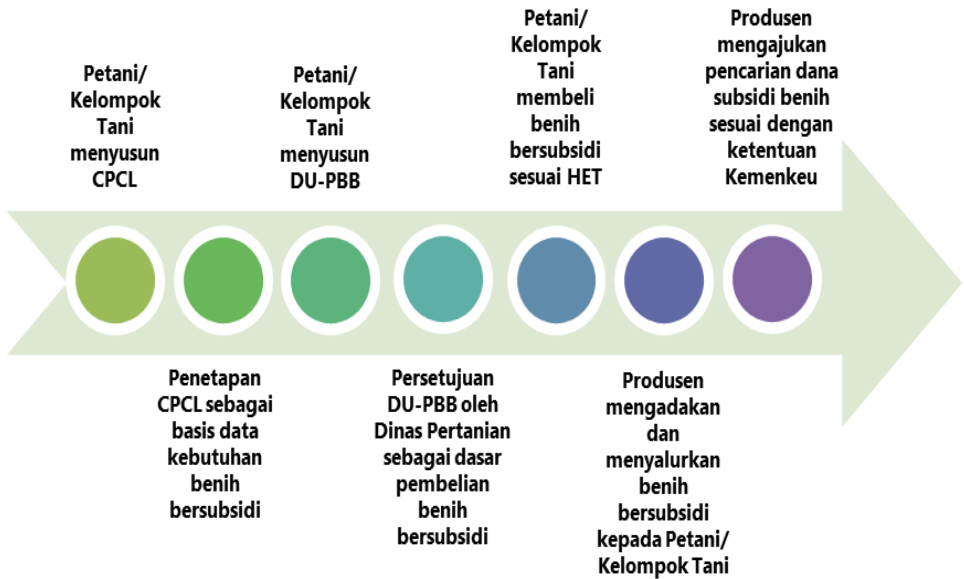 Petani/
Kelompok
Tani
menyusun
CPCL
Penetapan
CPCL sebagai
basis data
kebutuhan
benih
bersubsidi
Petani/
Kelompok
Tani
menyusun
DU-PBB
Persetujuan
DU-PBB oleh
Dinas Pertanian
sebagai dasar
pembelian
benih
bersubsidi
Petani/
Kelompok
Tani
membeli
benih
bersubsidi
sesuai HET
Produsen
mengadakan
dan
menyalurkan
benih
bersubsidi
kepada Petani/
Kelompok Tani
Produsen
mengajukan
pencarian dana
subsidi benih
sesuai dengan
ketentuan
Kemenkeu